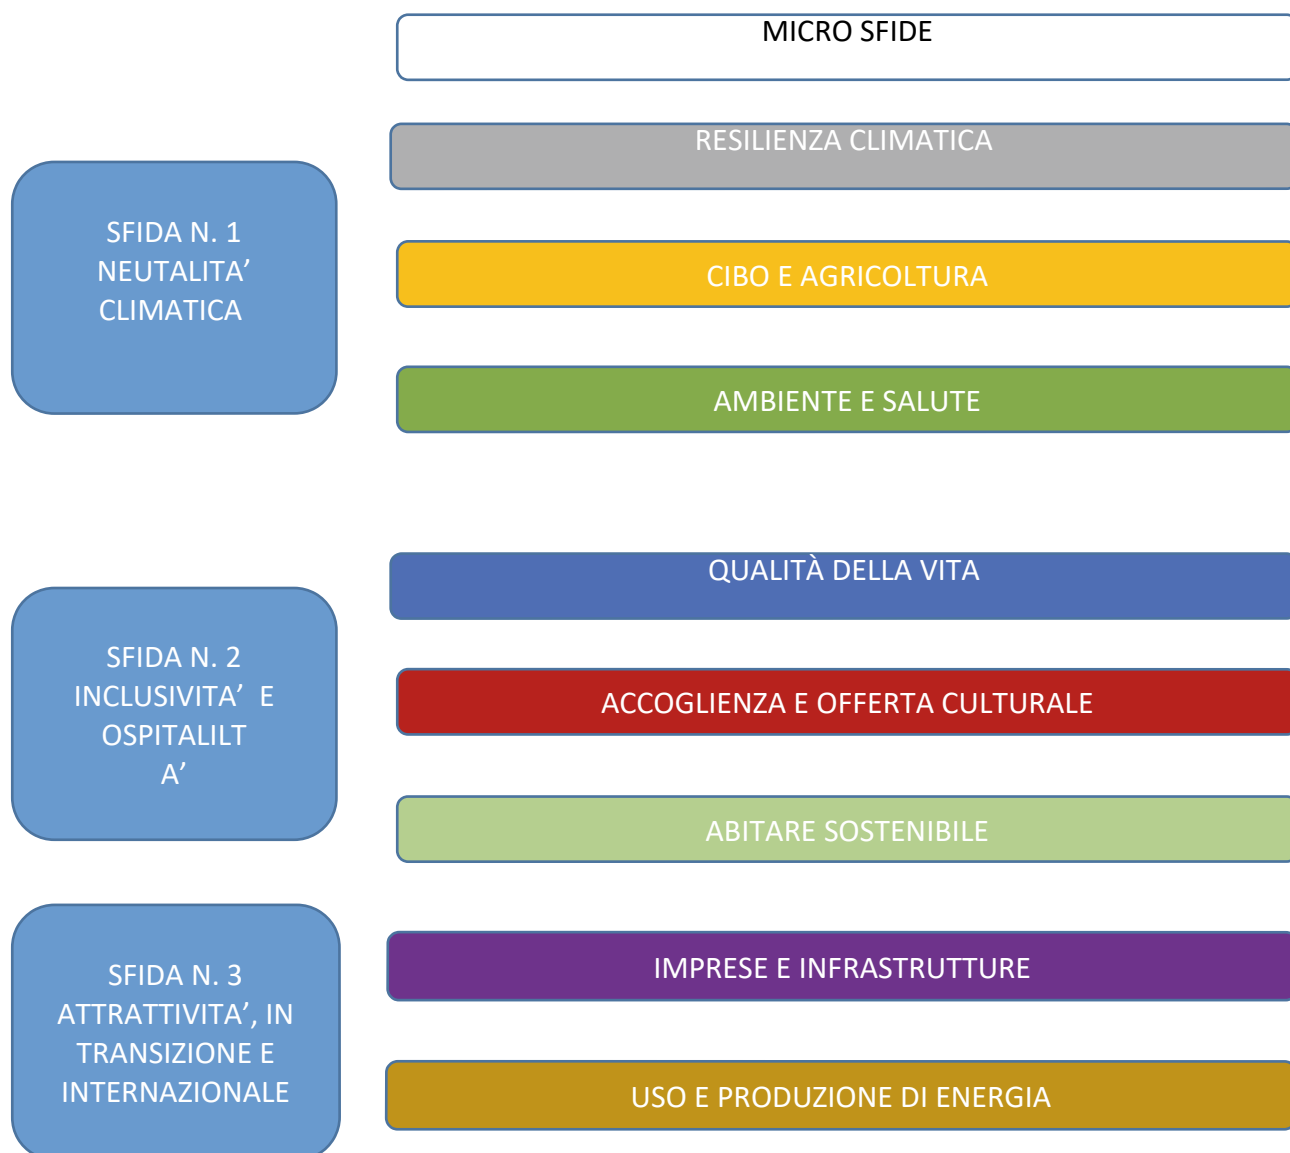 MICRO SFIDE
RESILIENZA CLIMATICA
SFIDA N. 1
NEUTALITA’
CLIMATICA
CIBO E AGRICOLTURA
AMBIENTE E SALUTE
QUALITÀ DELLA VITA
SFIDA N. 2
INCLUSIVITA’ E
OSPITALILT
A’
ACCOGLIENZA E OFFERTA CULTURALE
ABITARE SOSTENIBILE
SFIDA N. 3
ATTRATTIVITA’, IN
TRANSIZIONE E
INTERNAZIONALE
IMPRESE E INFRASTRUTTURE
USO E PRODUZIONE DI ENERGIA